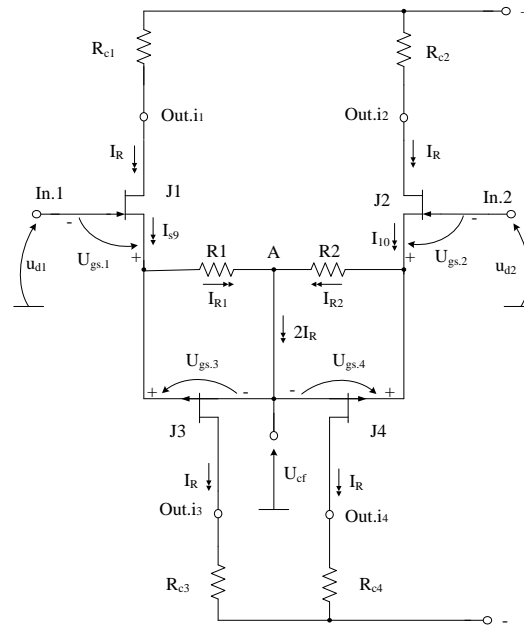 Rc1
Rc2
Out.i1
Out.i2
IR
IR
In.1
J1
J2
In.2
-
+
-
+
Is9
I10
ud1
Ugs.1
Ugs.2
ud2
R1
A
R2
IR1
IR2
2IR
Ugs.3
Ugs.4
+
-
-
+
J3
J4
IR
Ucf
IR
Out.i3
Out.i4
Rc3
Rc4
-